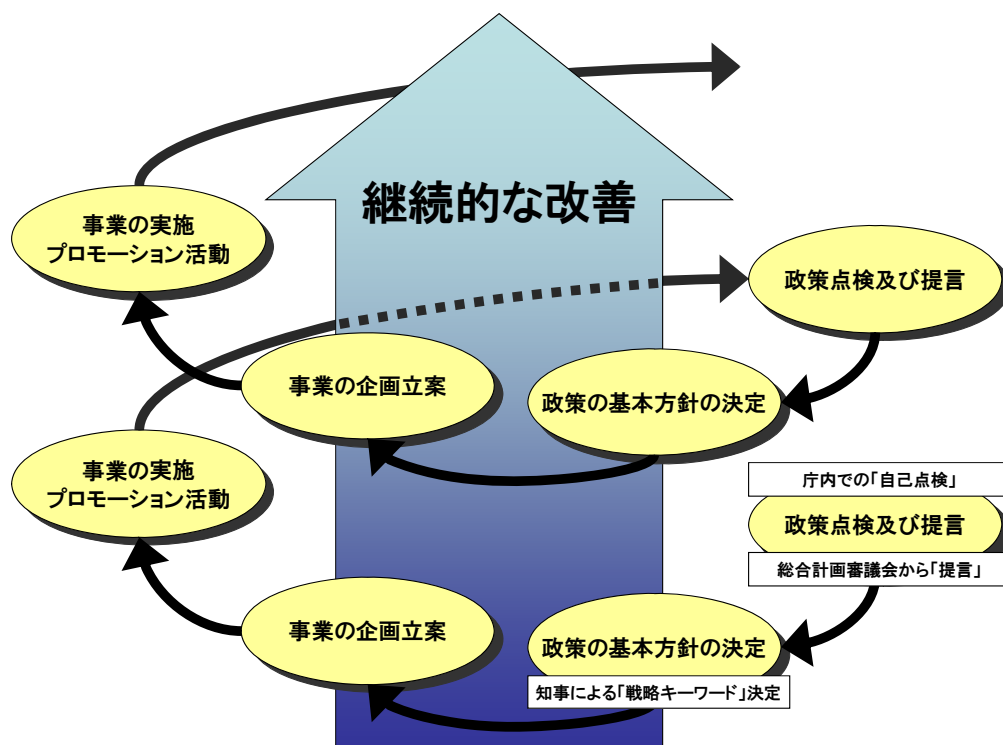 継続的な改善
事業の実施
プロモーション活動
政策点検及び提言
事業の企画立案
政策の基本方針の決定
事業の実施
プロモーション活動
庁内での「自己点検」
政策点検及び提言
総合計画審議会から「提言」
事業の企画立案
政策の基本方針の決定
知事による「戦略キーワード」決定